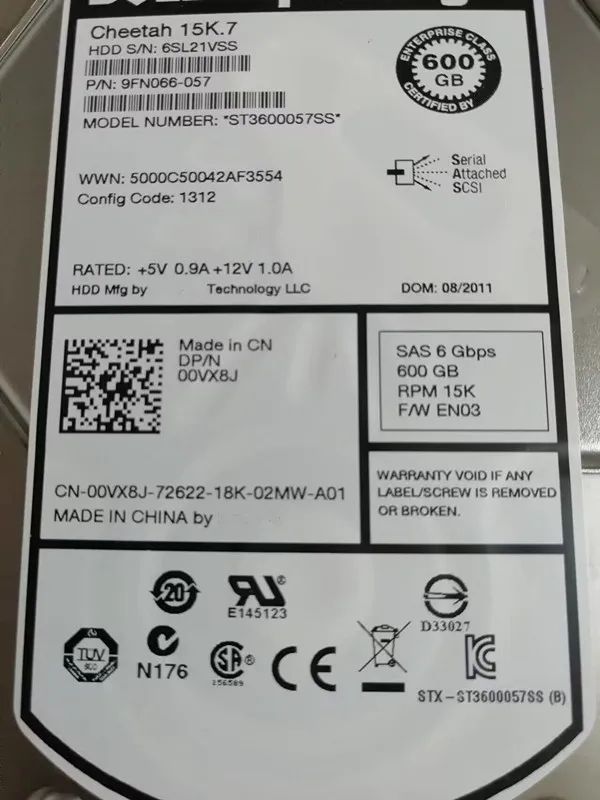 Cheetah 15K.7
HDD S/N: 6SL21VSS
P/N: 9FN066-057
MODEL NUMBER: "ST3600057SS"
ENTERPRISE CLASS
600
GB
CERTIFIED BY
WWN: 5000C50042AF3554
Config Code: 1312
Serial
Attached
SCSI
RATED: +5V 0.9A +12V 1.0A
HDD Mfg by Technology LLC
DOM: 08/2011
Made in CN
DP/N
00VX8J
SAS 6 Gbps
600 GB
RPM 15K
F/W EN03
CN-00VX8J-72622-18K-02MW-A01
MADE IN CHINA by
WARRANTY VOID IF ANY
LABEL/SCREW IS REMOVED
OR BROKEN.
20
E145123
D33027
TUV
N176
156589
CE
STX-ST3600057SS (B)